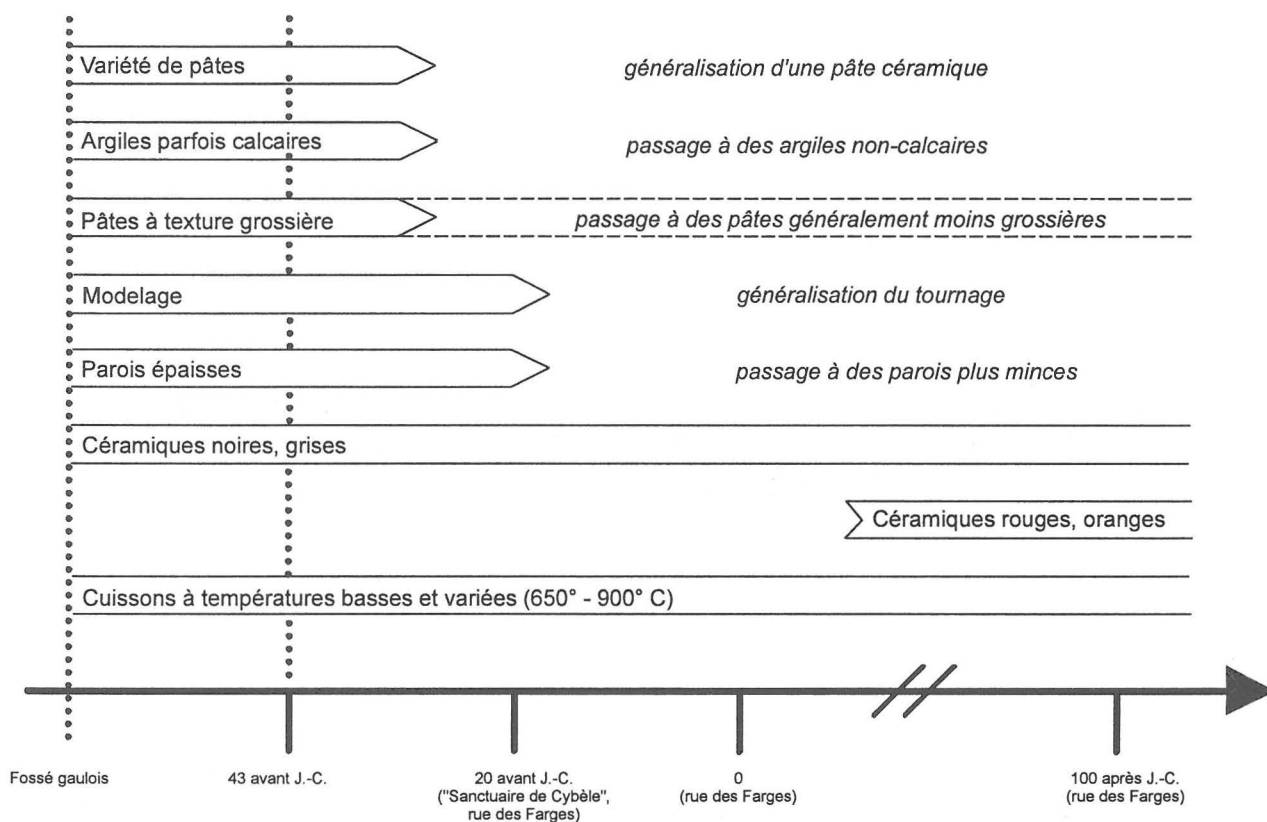 Variété de pâtes
généralisation d'une pâte céramique
Argiles parfois calcaires
passage à des argiles non-calcaires
Pâtes à texture grossière
passage à des pâtes généralement moins grossières
Modelage
généralisation du tournage
Parois épaisses
passage à des parois plus minces
Céramiques noires, grises
Céramiques rouges, oranges
Cuissons à températures basses et variées (650° - 900° C)
Fossé gaulois
43 avant J.-C.
20 avant J.-C.
("Sanctuaire de Cybèle",
rue des Farges)
0
(rue des Farges)
100 après J.-C.
(rue des Farges)